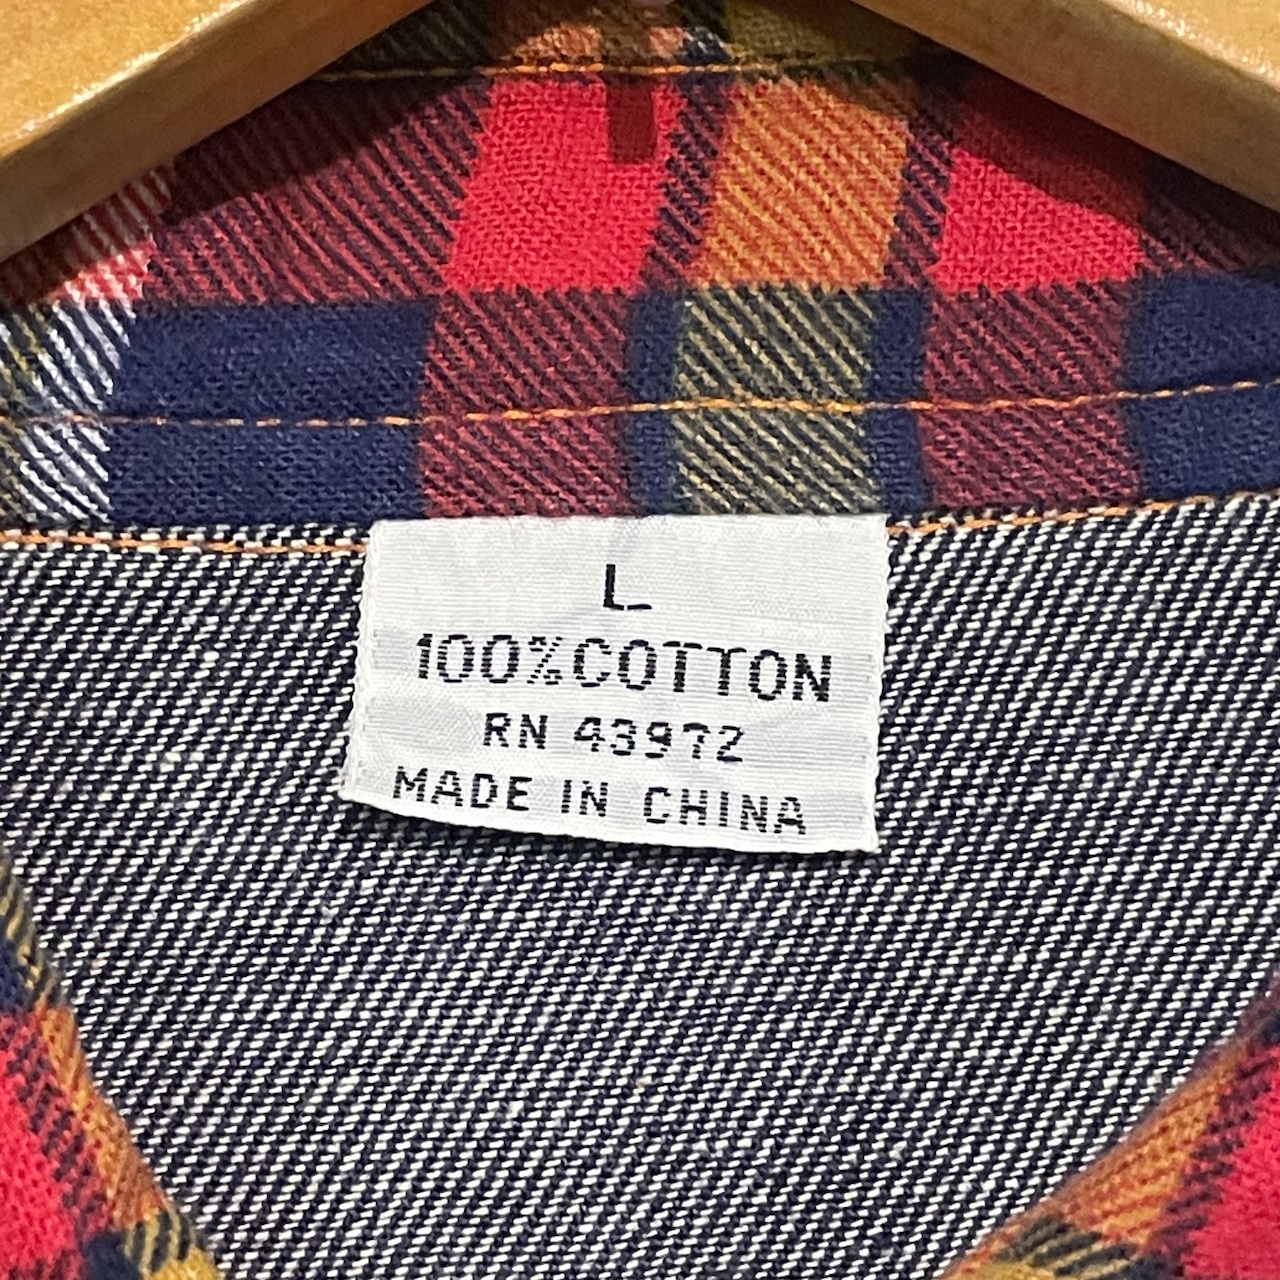 L
100%COTTON
RN 43972
MADE IN CHINA